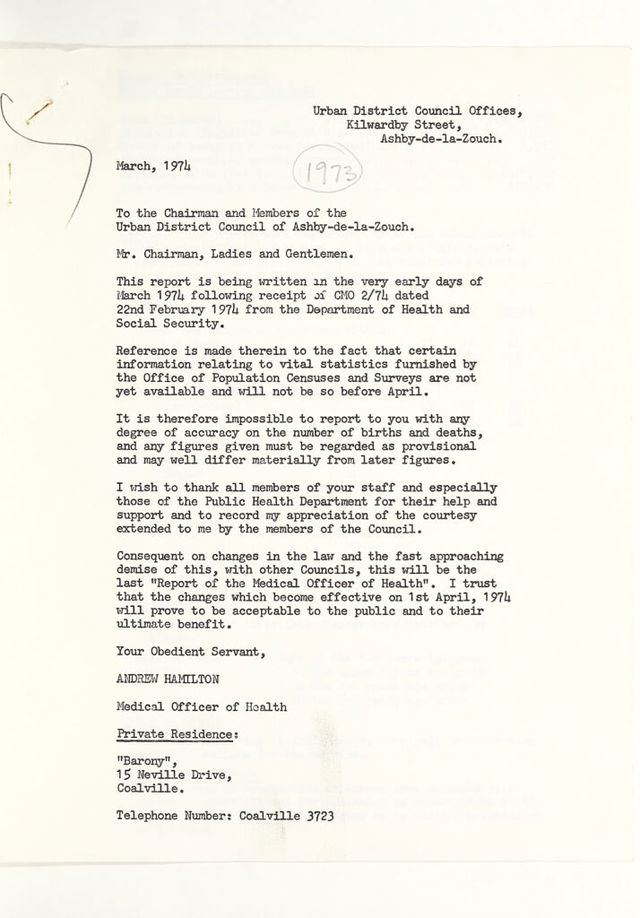 Urban District Council Offices,
Kilwardby Street,
Ashby-de-la-Zouch.
March, 1974
1973
To the Chairman and Members of the
Urban District Council of Ashby-de-la-Zouch.
Mr. Chairman, Ladies and Gentlemen.
This report is being written in the very early days of
March 1974 following receipt of CMO 2/74 dated
22nd February 1974 from the Department of Health and
Social Security.
Reference is made therein to the fact that certain
information relating to vital statistics furnished by
the Office of Population Censuses and Surveys are not
yet available and will not be so before April.
It is therefore impossible to report to you with any
degree of accuracy on the number of births and deaths,
and any figures given must be regarded as provisional
and may well differ materially from later figures.
I wish to thank all members of your staff and especially
those of the Public Health Department for their help and
support and to record my appreciation of the courtesy
extended to me by the members of the Council.
Consequent on changes in the law and the fast approaching
demise of this, with other Councils, this will be the
last "Report of the Medical Officer of Health". I trust
that the changes which become effective on 1st April, 1974
will prove to be acceptable to the public and to their
ultimate benefit.
Your Obedient Servant,
ANDREW HAMILTON
Medical Officer of Health
Private Residence:
"Barony",
15 Neville Drive,
Coalville.
Telephone Number: Coalville 3723